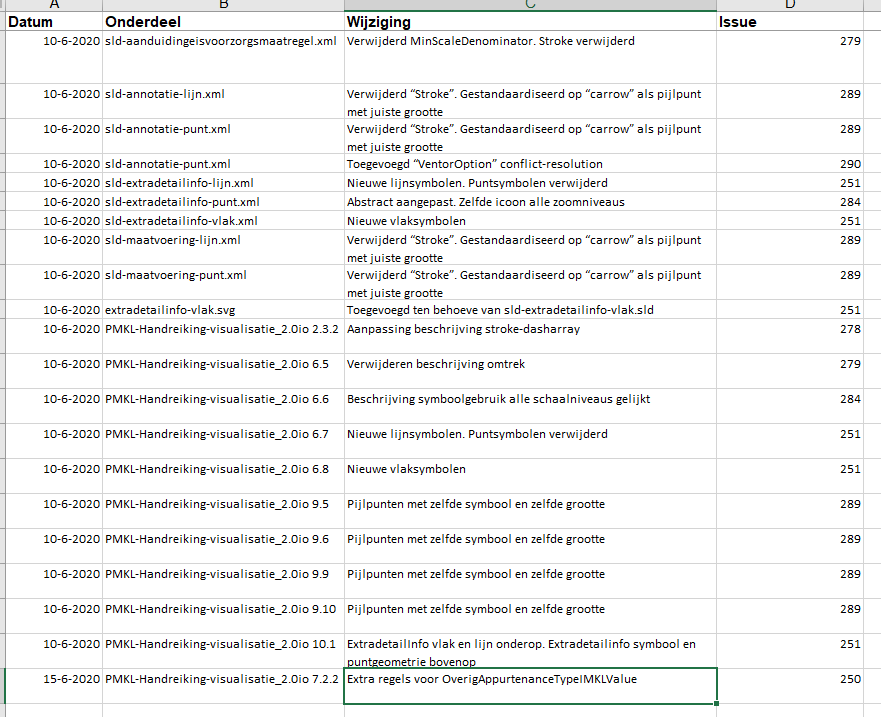 A B C D
Datum Onderdeel Wijziging Issue
10-6-2020 sld-aanduidingeisvoorzorgsmaatregel.xml Verwijderd MinScaleDenominator. Stroke verwijderd 279
10-6-2020 sld-annotatie-lijn.xml Verwijderd “Stroke”. Gestandaardiseerd op “carrow” als pijlpunt 289
met juiste grootte
10-6-2020 sld-annotatie-punt.xml Verwijderd “Stroke”. Gestandaardiseerd op “carrow” als pijlpunt 289
met juiste grootte
10-6-2020 sld-annotatie-punt.xml Toegevoegd “VentorOption” conflict-resolution 290
10-6-2020 sld-extradetailinfo-lijn.xml Nieuwe lijnsymbolen. Puntsymbolen verwijderd 251
10-6-2020 sld-extradetailinfo-punt.xml Abstract aangepast. Zelfde icoon alle zoomniveaus 284
10-6-2020 sld-extradetailinfo-vlak.xml Nieuwe vlaksymbolen 251
10-6-2020 sld-maatvoering-lijn.xml Verwijderd “Stroke”. Gestandaardiseerd op “carrow” als pijlpunt 289
met juiste grootte
10-6-2020 sld-maatvoering-punt.xml Verwijderd “Stroke”. Gestandaardiseerd op “carrow” als pijlpunt 289
met juiste grootte
10-6-2020 extradetailinfo-vlak.svg Toegevoegd ten behoeve van sld-extradetailinfo-vlak.sld 251
10-6-2020 PMKL-Handreiking-visualisatie_2.0io 2.3.2 Aanpassing beschrijving stroke-dasharray 278
10-6-2020 PMKL-Handreiking-visualisatie_2.0io 6.5 Verwijderen beschrijving omtrek 279
10-6-2020 PMKL-Handreiking-visualisatie_2.0io 6.6 Beschrijving symboolgebruik alle schaalniveaus gelijkt 284
10-6-2020 PMKL-Handreiking-visualisatie_2.0io 6.7 Nieuwe lijnsymbolen. Puntsymbolen verwijderd 251
10-6-2020 PMKL-Handreiking-visualisatie_2.0io 6.8 Nieuwe vlaksymbolen 251
10-6-2020 PMKL-Handreiking-visualisatie_2.0io 9.5 Pijlpunten met zelfde symbool en zelfde grootte 289
10-6-2020 PMKL-Handreiking-visualisatie_2.0io 9.6 Pijlpunten met zelfde symbool en zelfde grootte 289
10-6-2020 PMKL-Handreiking-visualisatie_2.0io 9.9 Pijlpunten met zelfde symbool en zelfde grootte 289
10-6-2020 PMKL-Handreiking-visualisatie_2.0io 9.10 Pijlpunten met zelfde symbool en zelfde grootte 289
10-6-2020 PMKL-Handreiking-visualisatie_2.0io 10.1 ExtradetailInfo vlak en lijn onderop. Extradetailinfo symbool en 251
puntgeometrie bovenop
15-6-2020 PMKL-Handreiking-visualisatie_2.0io 7.2.2 Extra regels voor OverigAppurtenanceTypeIMKLValue 250